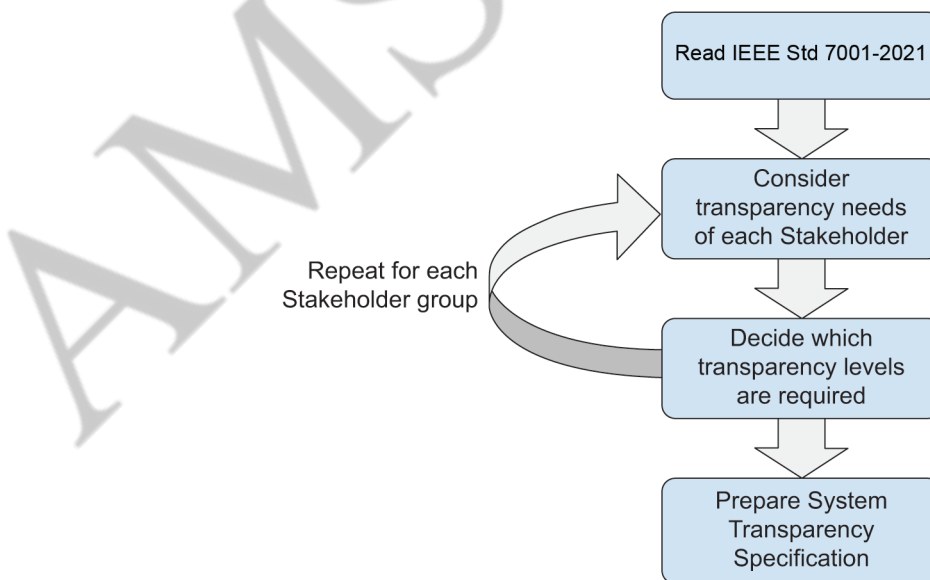 AMS
Read IEEE Std 7001-2021
Consider
transparency needs
of each Stakeholder
Repeat for each
Stakeholder group
Decide which
transparency levels
are required
Prepare System
Transparency
Specification